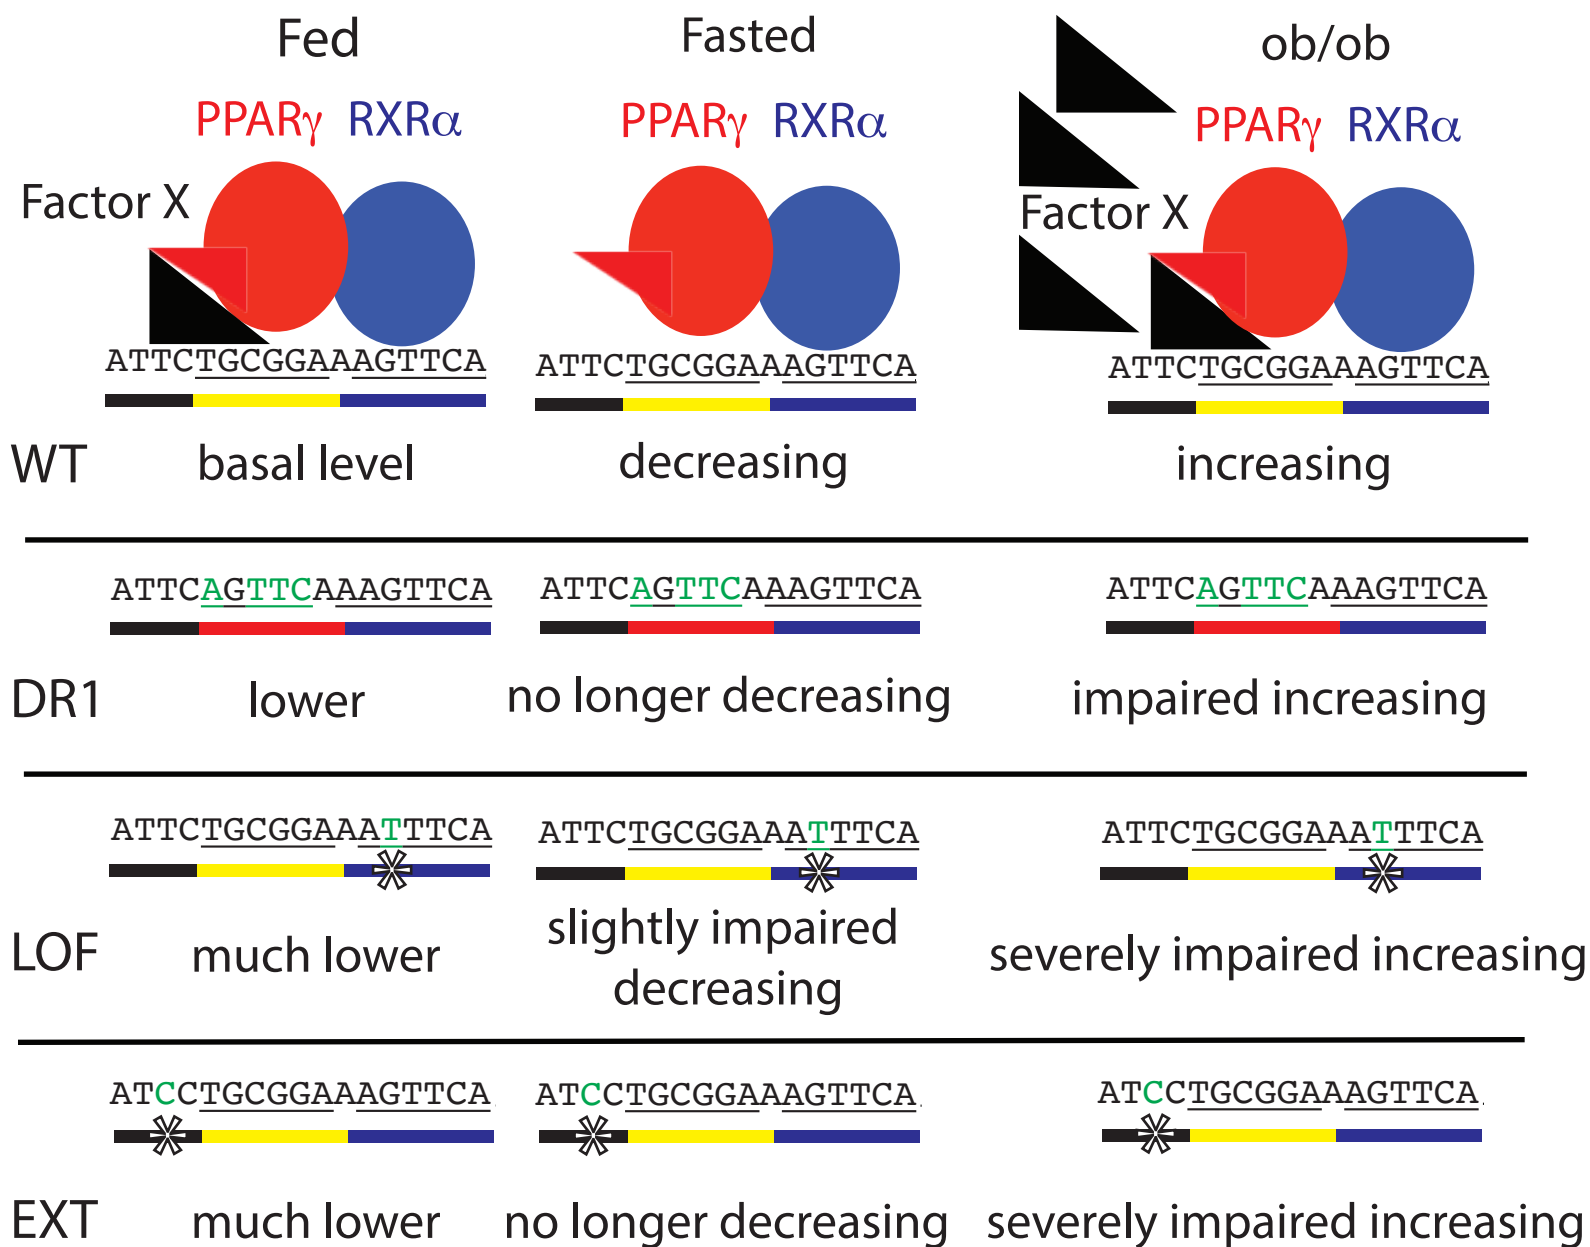 Fed Fasted ob/ob
PPARγ RXRα PPARγ RXRα PPARγ RXRα
Factor X Factor X
ATTCTGCGGAAAGTTCA ATTCTGCGGAAAGTTCA ATTCTGCGGAAAGTTCA
WT basal level decreasing increasing
ATTCAGTTCAAAGTTCA ATTCAGTTCAAAGTTCA ATTCAGTTCAAAGTTCA
DR1 lower no longer decreasing impaired increasing
ATTCTGCGGAAATTTCA ATTCTGCGGAAATTTCA ATTCTGCGGAAATTTCA
LOF much lower slightly impaired decreasing severely impaired increasing
ATCCTGCGGAAAGTTCA ATCCTGCGGAAAGTTCA ATCCTGCGGAAAGTTCA
EXT much lower no longer decreasing severely impaired increasing